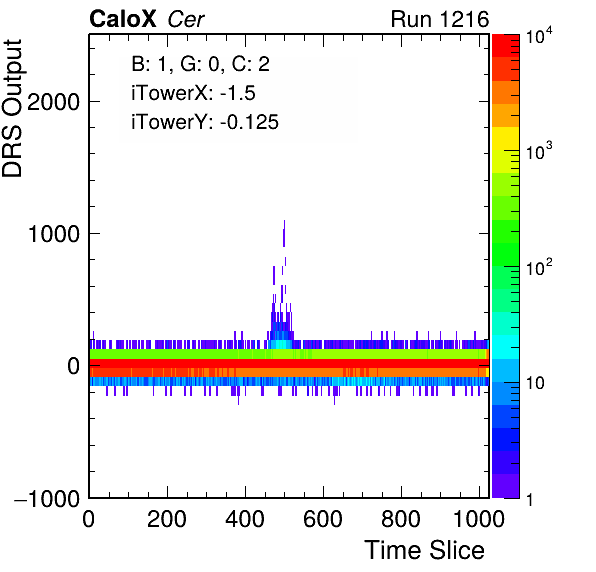 CaloX Cer Run 1216
B: 1, G: 0, C: 2
iTowerX: -1.5
iTowerY: -0.125
DRS Output
2000
1000
0
−1000
0 200 400 600 800 1000
Time Slice
10^4
10^3
10^2
10
1